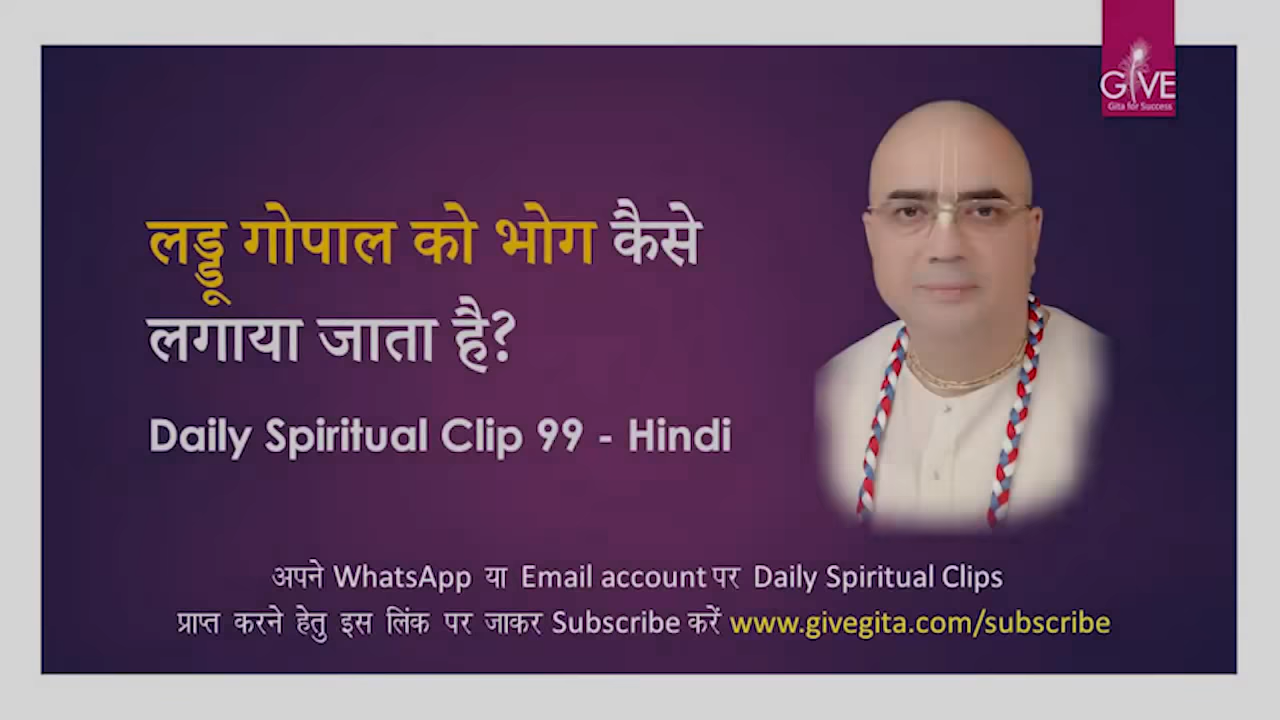 GIVE
Gita for Success
लड्डू गोपाल को भोग कैसे
लगाया जाता है?
Daily Spiritual Clip 99 - Hindi
अपने WhatsApp या Email account पर Daily Spiritual Clips
प्राप्त करने हेतु इस लिंक पर जाकर Subscribe करें www.givegita.com/subscribe